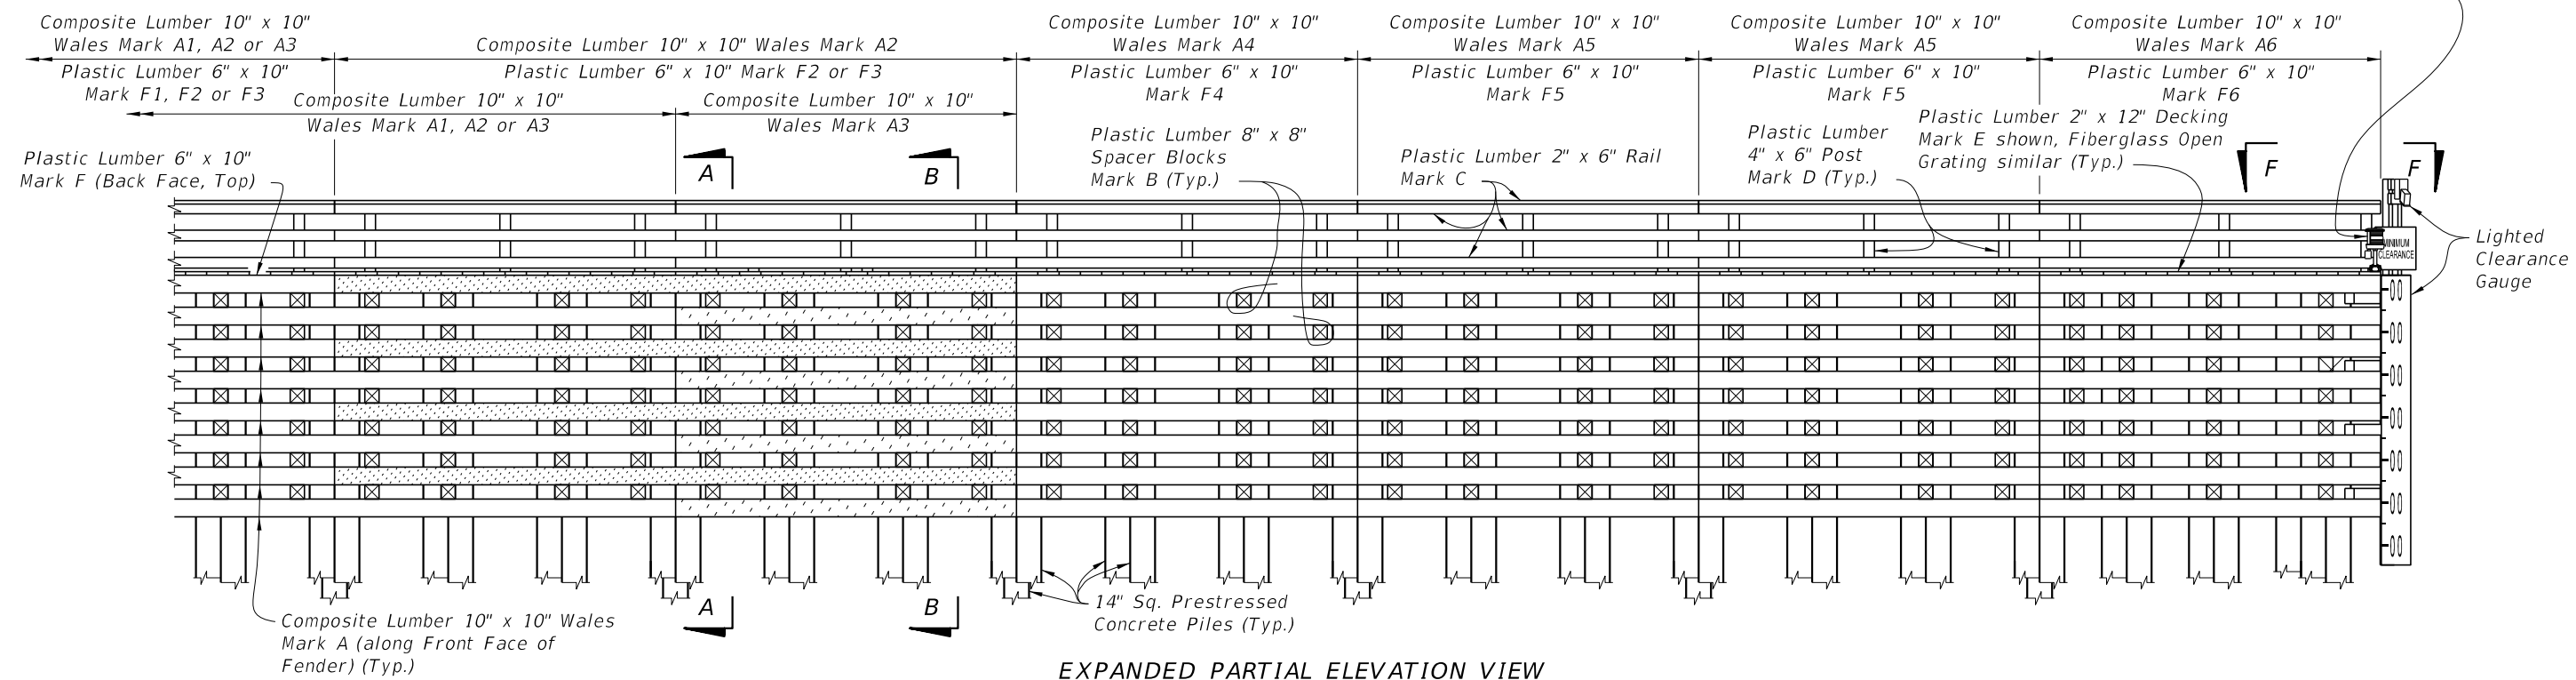 Composite Lumber 10" x 10"
Wales Mark A1, A2 or A3
Plastic Lumber 6" x 10"
Mark F1, F2 or F3
Composite Lumber 10" x 10" Wales Mark A2
Plastic Lumber 6" x 10" Mark F2 or F3
Composite Lumber 10" x 10"
Wales Mark A4
Plastic Lumber 6" x 10"
Mark F4
Composite Lumber 10" x 10"
Wales Mark A5
Plastic Lumber 6" x 10"
Mark F5
Composite Lumber 10" x 10"
Wales Mark A5
Plastic Lumber 6" x 10"
Mark F5
Composite Lumber 10" x 10"
Wales Mark A6
Plastic Lumber 6" x 10"
Mark F6
Composite Lumber 10" x 10"
Wales Mark A1, A2 or A3
Composite Lumber 10" x 10"
Wales Mark A3
Plastic Lumber 6" x 10"
Mark F (Back Face, Top)
A
B
Plastic Lumber 8" x 8"
Spacer Blocks
Mark B (Typ.)
Plastic Lumber 2" x 6" Rail
Mark C
Plastic Lumber
4" x 6" Post
Mark D (Typ.)
Plastic Lumber 2" x 12" Decking
Mark E shown, Fiberglass Open
Grating similar (Typ.)
F
F
MINIMUM
CLEARANCE
Lighted
Clearance
Gauge
A
B
14" Sq. Prestressed
Concrete Piles (Typ.)
Composite Lumber 10" x 10" Wales
Mark A (along Front Face of
Fender) (Typ.)
EXPANDED PARTIAL ELEVATION VIEW